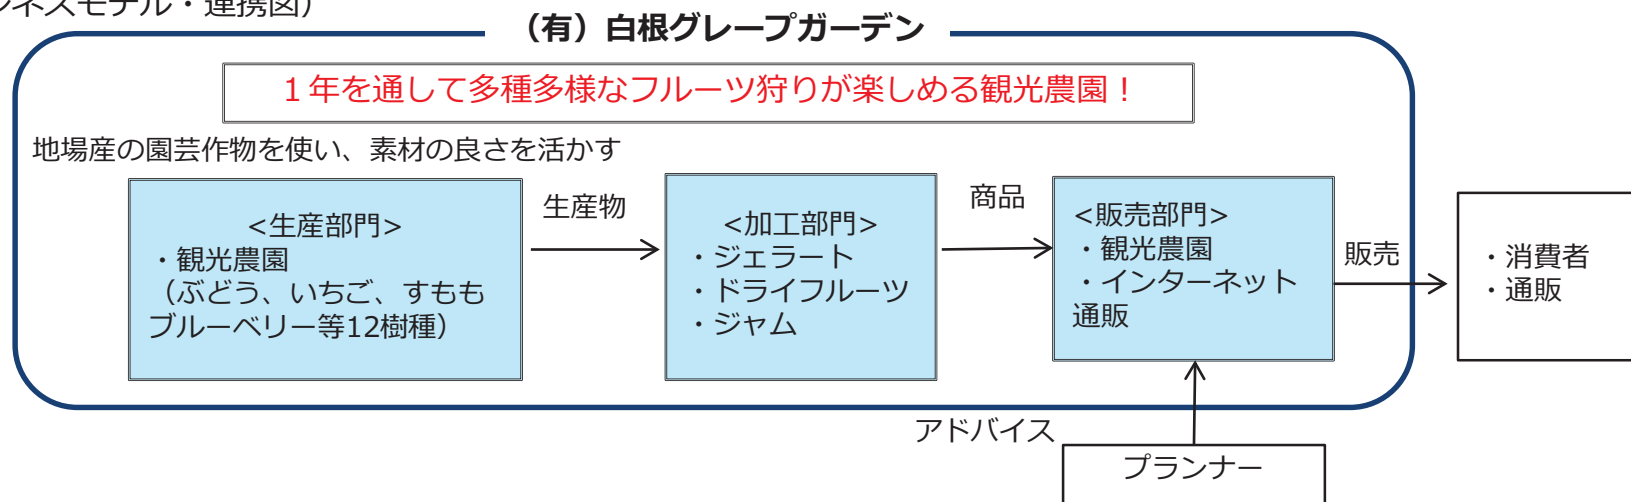 ジネスモデル・連携図）
（有）白根グレープガーデン
１年を通して多種多様なフルーツ狩りが楽しめる観光農園！
地場産の園芸作物を使い、素材の良さを活かす
<生産部門>
・観光農園
（ぶどう、いちご、すもも
ブルーベリー等12樹種）
生産物
<加工部門>
・ジェラート
・ドライフルーツ
・ジャム
商品
<販売部門>
・観光農園
・インターネット
通販
販売
・消費者
・通販
アドバイス
プランナー